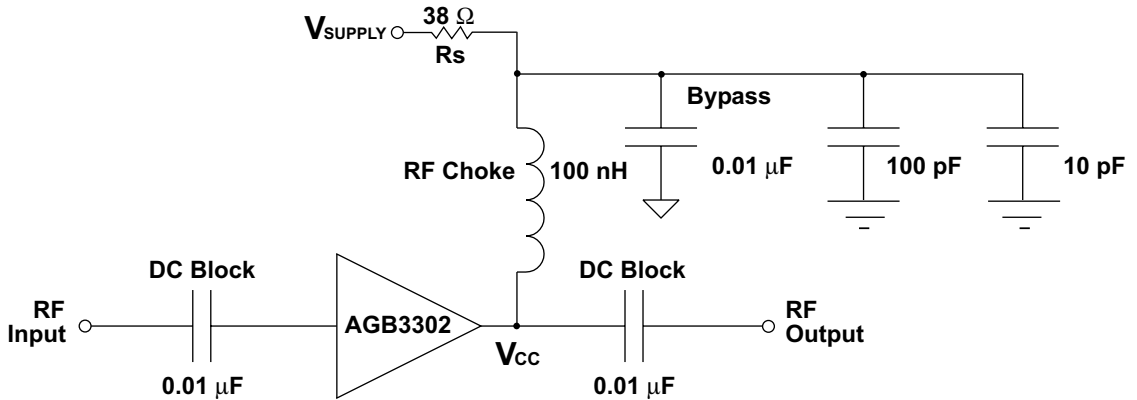 38 Ω
VSUPPLY
Rs
Bypass
RF Choke
100 nH
0.01 μF
100 pF
10 pF
DC Block
DC Block
RF
Input
AGB3302
RF
Output
VCC
0.01 μF
0.01 μF